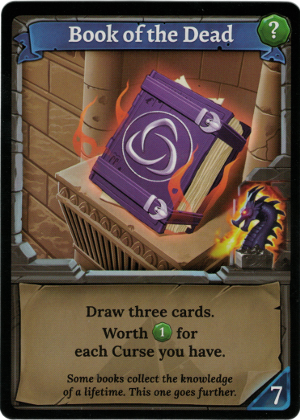 Book of the Dead
?
Draw three cards.
Worth 1 for
each Curse you have.
Some books collect the knowledge
of a lifetime. This one goes further.
7